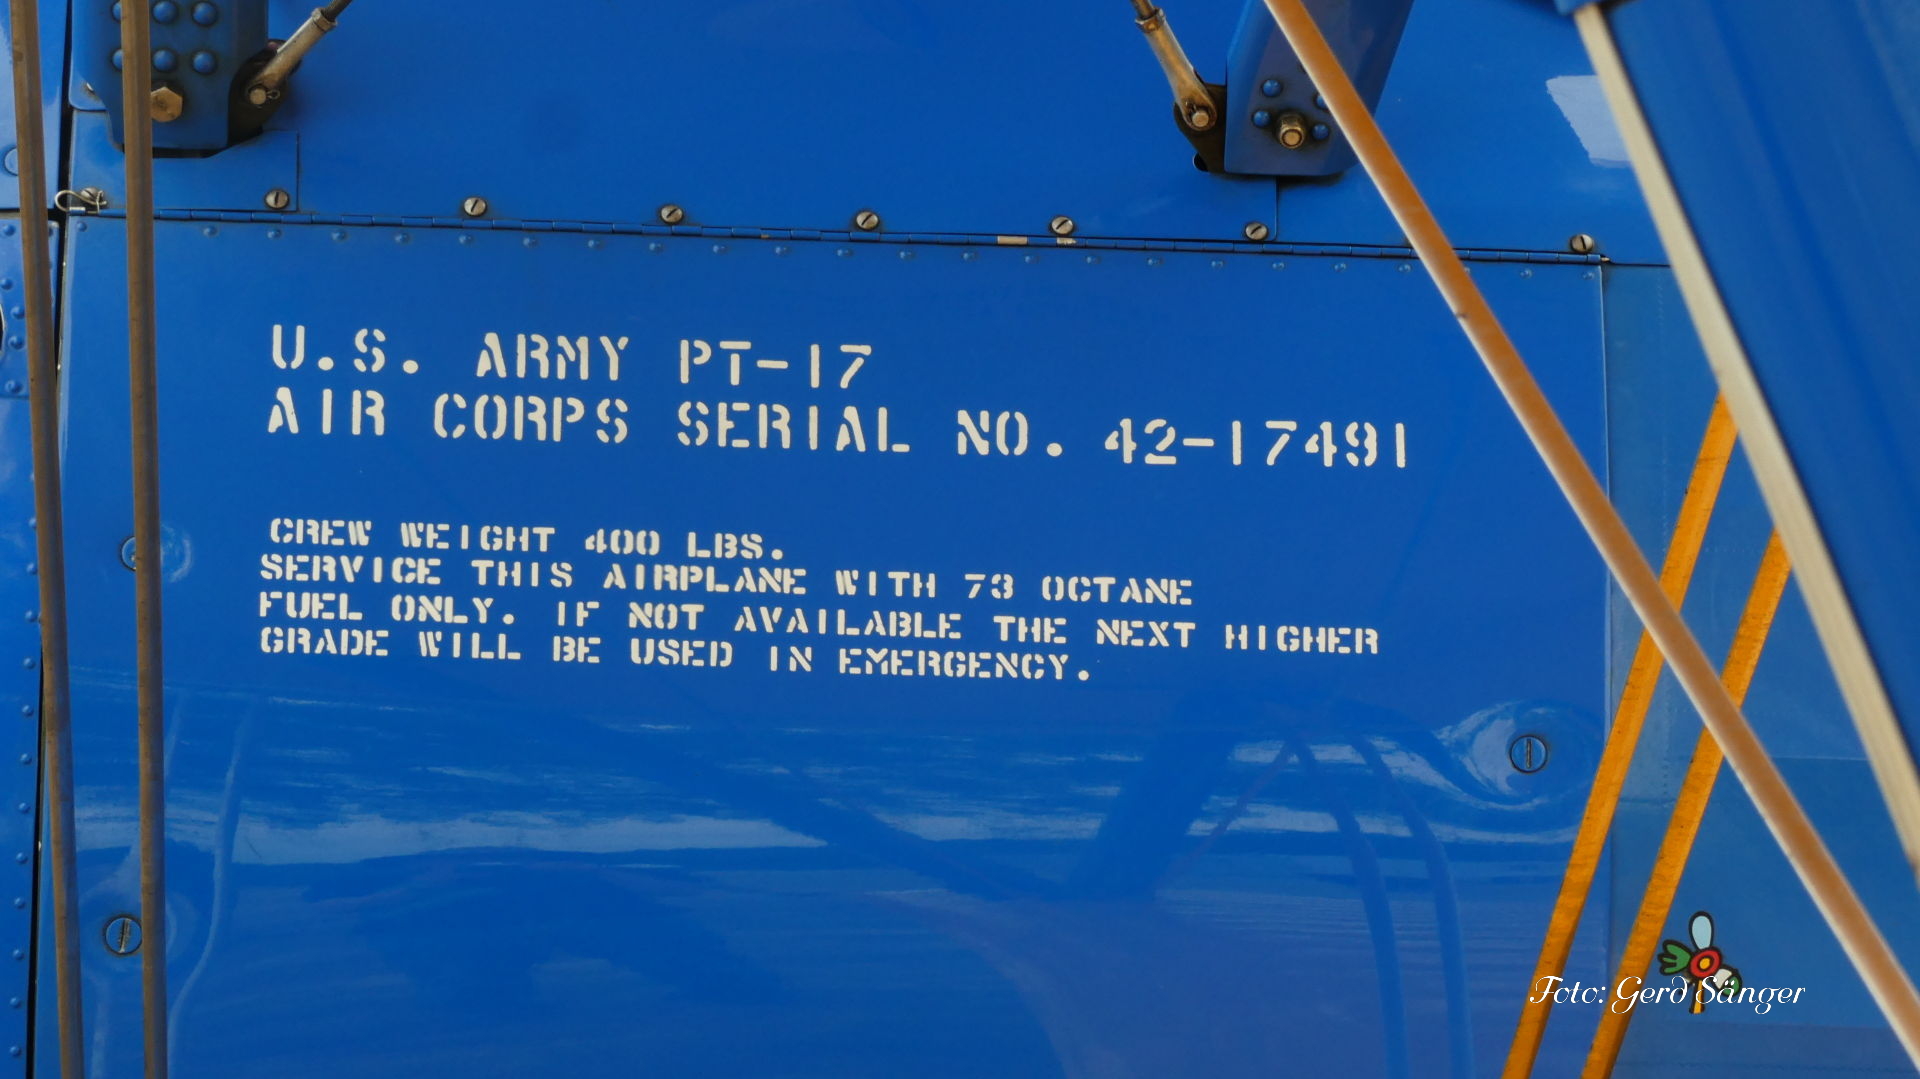 U.S. ARMY PT-17
AIR CORPS SERIAL NO. 42-17491
CREW WEIGHT 400 LBS.
SERVICE THIS AIRPLANE WITH 73 OCTANE
FUEL ONLY. IF NOT AVAILABLE THE NEXT HIGHER
GRADE WILL BE USED IN EMERGENCY.
Foto: Gerd Sänger